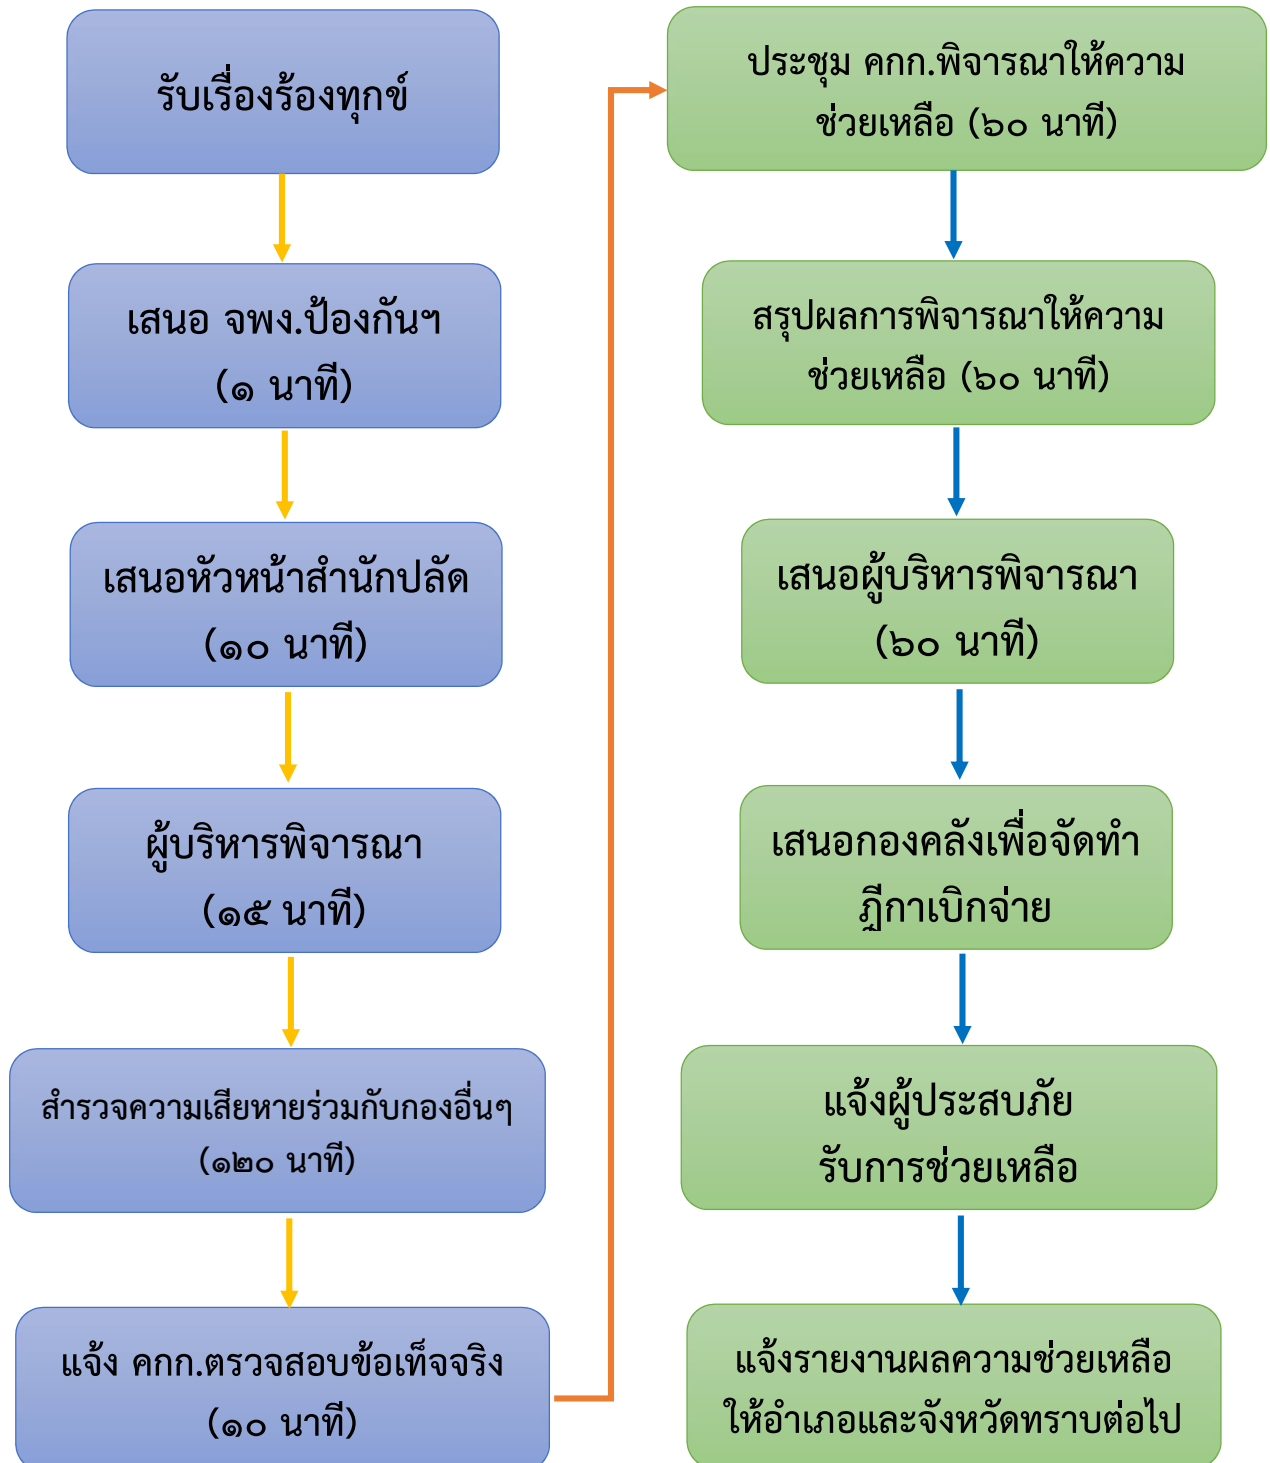 รับเรื่องร้องทุกข์
เสนอ จพง.ป้องกันฯ
(๑ นาที)
เสนอหัวหน้าสำนักปลัด
(๑๐ นาที)
ผู้บริหารพิจารณา
(๑๕ นาที)
สำรวจความเสียหายร่วมกับกองอื่นๆ
(๑๒๐ นาที)
แจ้ง คกก.ตรวจสอบข้อเท็จจริง
(๑๐ นาที)
ประชุม คกก.พิจารณาให้ความ
ช่วยเหลือ (๖๐ นาที)
สรุปผลการพิจารณาให้ความ
ช่วยเหลือ (๖๐ นาที)
เสนอผู้บริหารพิจารณา
(๖๐ นาที)
เสนอกองคลังเพื่อจัดทำ
ฎีกาเบิกจ่าย
แจ้งผู้ประสบภัย
รับการช่วยเหลือ
แจ้งรายงานผลความช่วยเหลือ
ให้อำเภอและจังหวัดทราบต่อไป